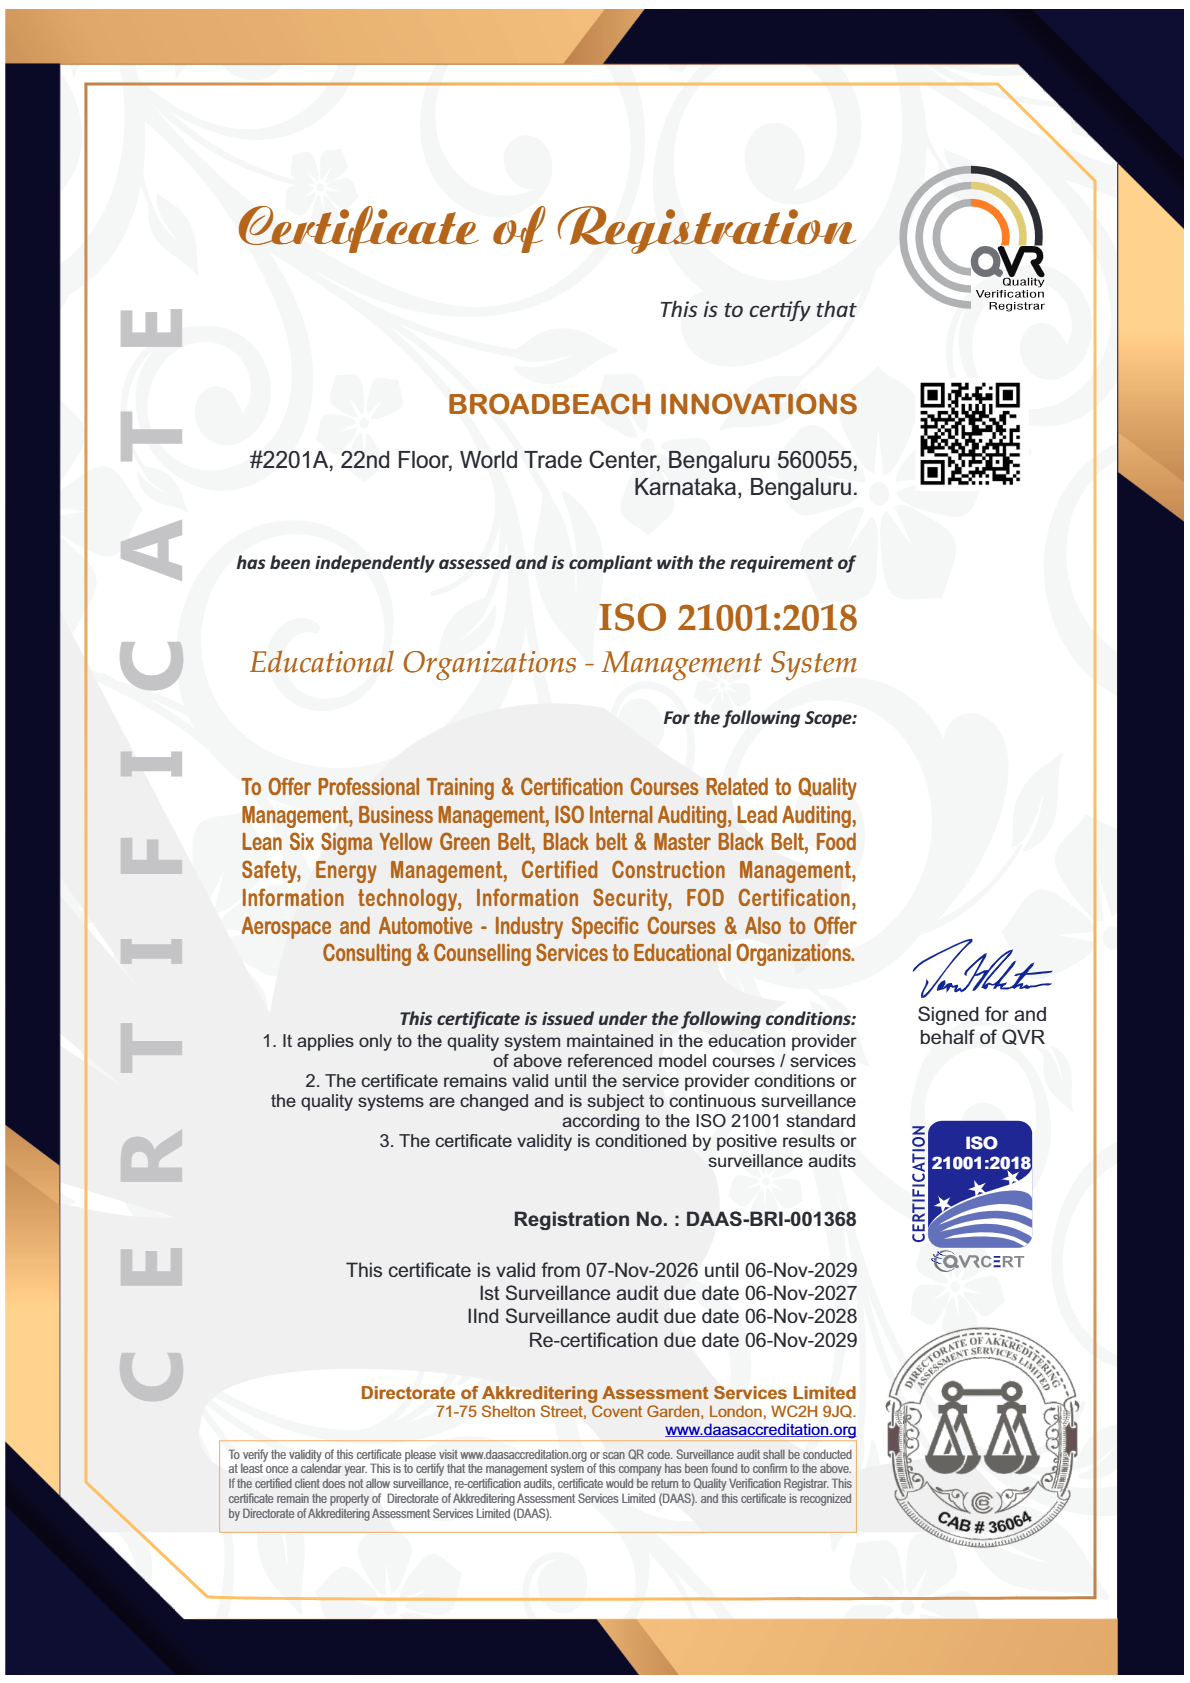 Certificate of Registration
QVR
Quality
Verification
Registrar
This is to certify that
BROADBEACH INNOVATIONS
#2201A, 22nd Floor, World Trade Center, Bengaluru 560055,
Karnataka, Bengaluru.
has been independently assessed and is compliant with the requirement of
ISO 21001:2018
Educational Organizations - Management System
For the following Scope:
To Offer Professional Training & Certification Courses Related to Quality
Management, Business Management, ISO Internal Auditing, Lead Auditing,
Lean Six Sigma Yellow Green Belt, Black belt & Master Black Belt, Food
Safety, Energy Management, Certified Construction Management,
Information technology, Information Security, FOD Certification,
Aerospace and Automotive - Industry Specific Courses & Also to Offer
Consulting & Counselling Services to Educational Organizations.
Signed for and
behalf of QVR
This certificate is issued under the following conditions:
1. It applies only to the quality system maintained in the education provider
of above referenced model courses / services
2. The certificate remains valid until the service provider conditions or
the quality systems are changed and is subject to continuous surveillance
according to the ISO 21001 standard
3. The certificate validity is conditioned by positive results or
surveillance audits
CERTIFICATION
ISO
21001:2018
QVRCERT
Registration No. : DAAS-BRI-001368
This certificate is valid from 07-Nov-2026 until 06-Nov-2029
Ist Surveillance audit due date 06-Nov-2027
IInd Surveillance audit due date 06-Nov-2028
Re-certification due date 06-Nov-2029
Directorate of Akkreditering Assessment Services Limited
71-75 Shelton Street, Covent Garden, London, WC2H 9JQ.
www.daasaccreditation.org
To verify the validity of this certificate please visit www.daasaccreditation.org or scan QR code. Surveillance audit shall be conducted
at least once a calendar year. This is to certify that the management system of this company has been found to confirm to the above.
If the certified client does not allow surveillance, re-certification audits, certificate would be return to Quality Verification Registrar. This
certificate remain the property of Directorate of Akkreditering Assessment Services Limited (DAAS). and this certificate is recognized
by Directorate of Akkreditering Assessment Services Limited (DAAS).
DIRECTORATE OF AKKREDITERING
ASSESSMENT SERVICES LIMITED
CAB # 36064
CERTIFICATE